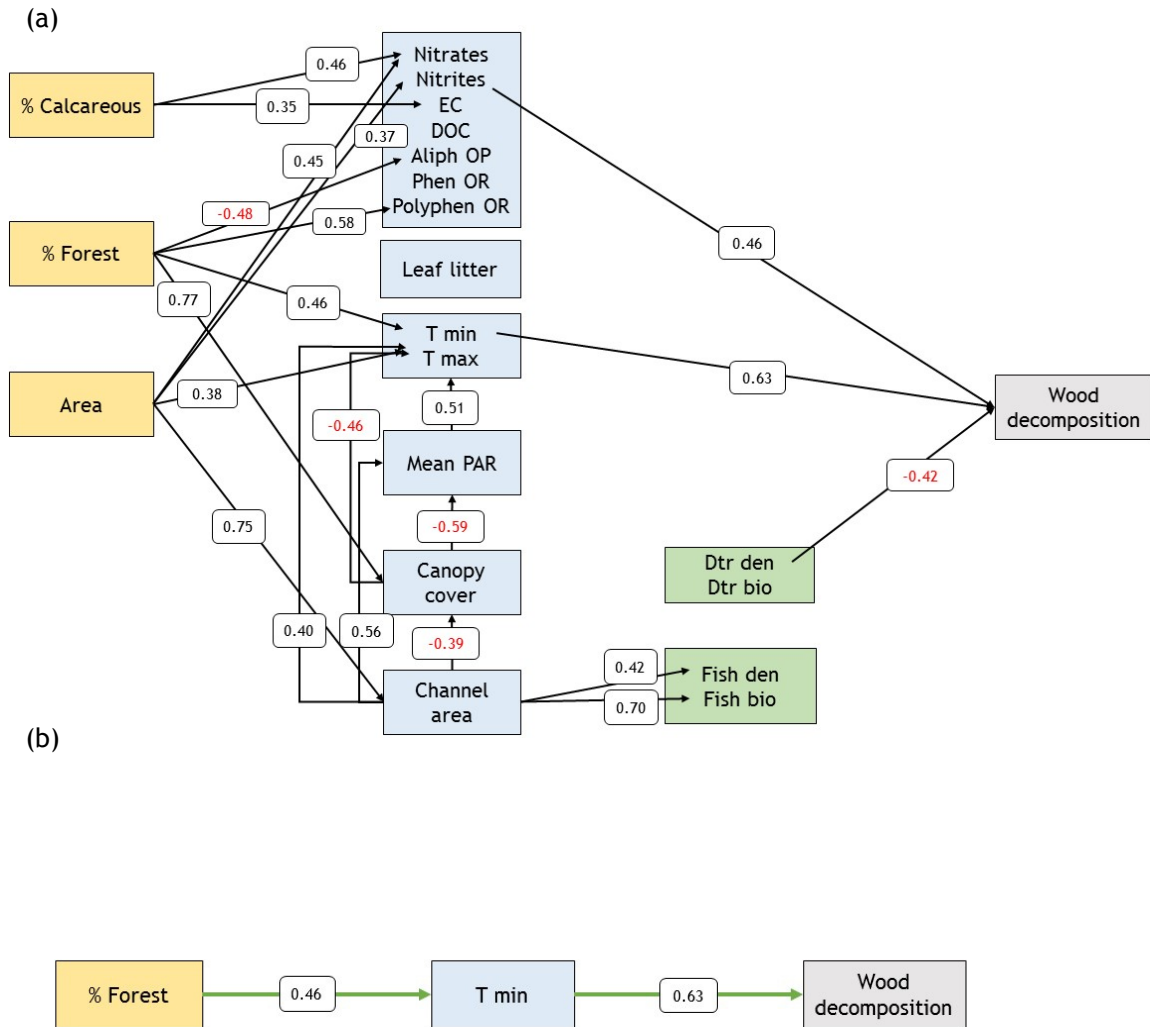 (a)
% Calcareous
% Forest
Area
0.46
0.35
0.45
0.37
-0.48
0.58
0.77
0.46
0.38
0.75
Nitrates
Nitrites
EC
DOC
Aliph OP
Phen OR
Polyphen OR
Leaf litter
T min
T max
0.51
-0.46
Mean PAR
-0.59
Canopy
cover
0.40
0.56
-0.39
Channel
area
0.46
0.63
-0.42
Wood
decomposition
Dtr den
Dtr bio
0.42
0.70
Fish den
Fish bio
(b)
% Forest
0.46
T min
0.63
Wood
decomposition